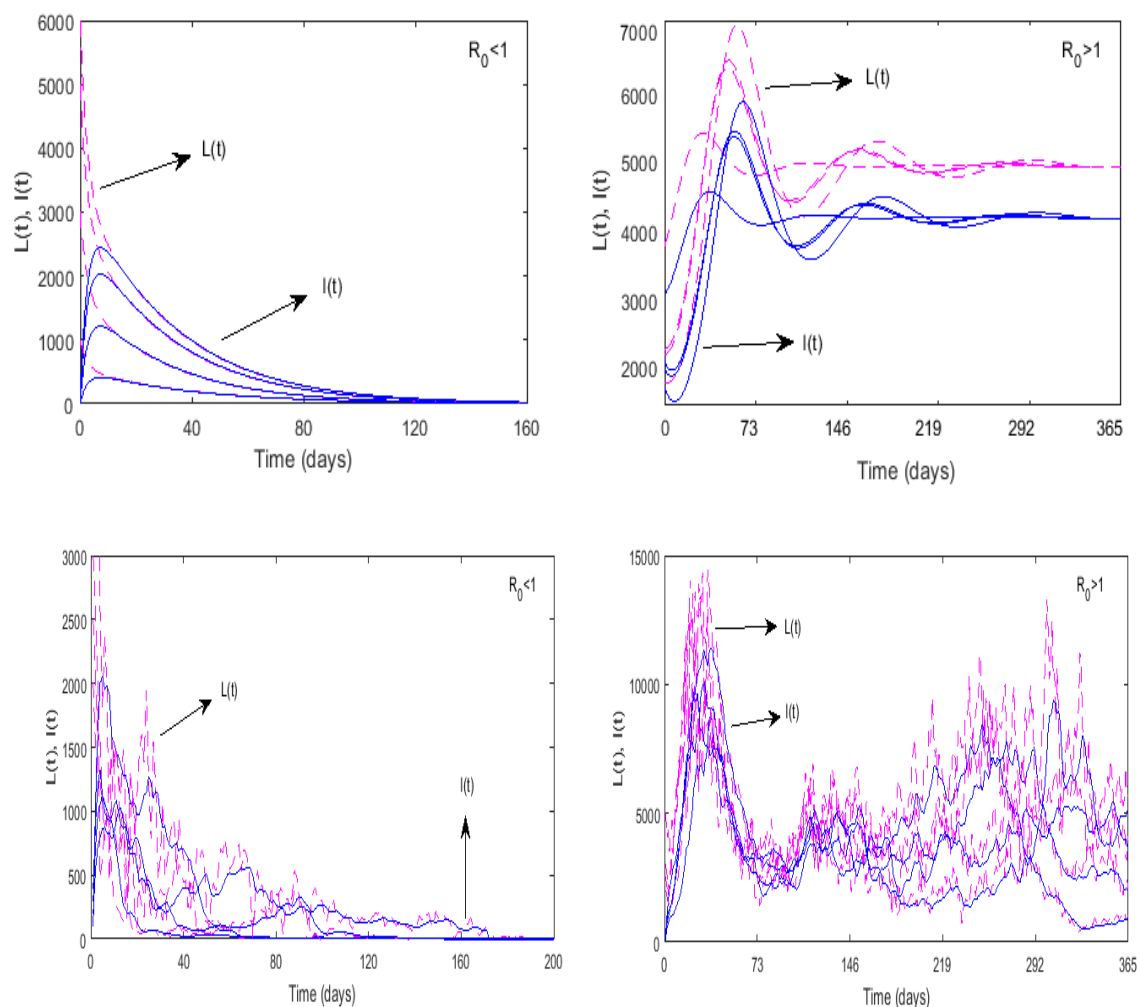 6000
5000
4000
3000
2000
1000
0
L(t), I(t)
R0<1
L(t)
I(t)
0 40 80 120 160
Time (days)
7000
6000
5000
4000
3000
2000
L(t), I(t)
R0>1
L(t)
I(t)
0 73 146 219 292 365
Time (days)
3000
2500
2000
1500
1000
500
0
L(t), I(t)
R0<1
L(t)
I(t)
0 40 80 120 160 200
Time (days)
15000
10000
5000
0
L(t), I(t)
R0>1
L(t)
I(t)
0 73 146 219 292 365
Time (days)